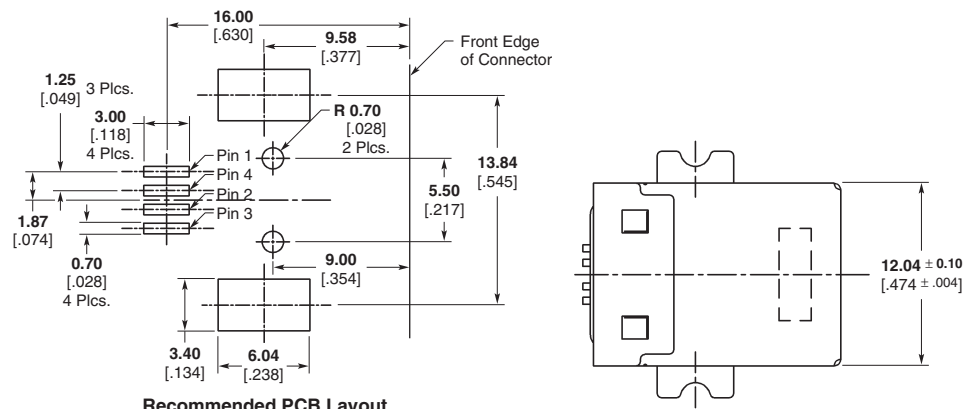 16.00
[.630]
9.58
[.377]
Front Edge
of Connector
1.25
[.049]
3 Plcs.
3.00
[.118]
4 Plcs.
R 0.70
[.028]
2 Plcs.
Pin 1
Pin 4
Pin 2
Pin 3
13.84
[.545]
5.50
[.217]
1.87
[.074]
0.70
[.028]
4 Plcs.
9.00
[.354]
3.40
[.134]
6.04
[.238]
12.04 ± 0.10
[.474 ± .004]
Recommended PCB Layout